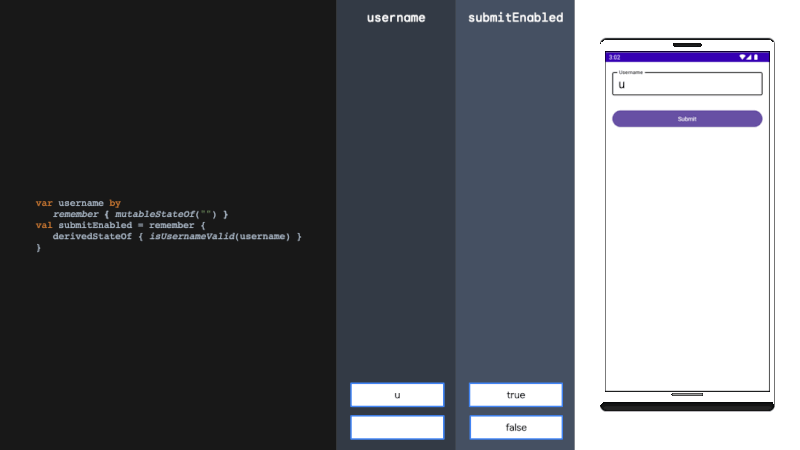 var username by
remember { mutableStateOf("") }
val submitEnabled = remember {
derivedStateOf { isUsernameValid(username) }
}
username
submitEnabled
u
true
false
3:02
Username
u
Submit